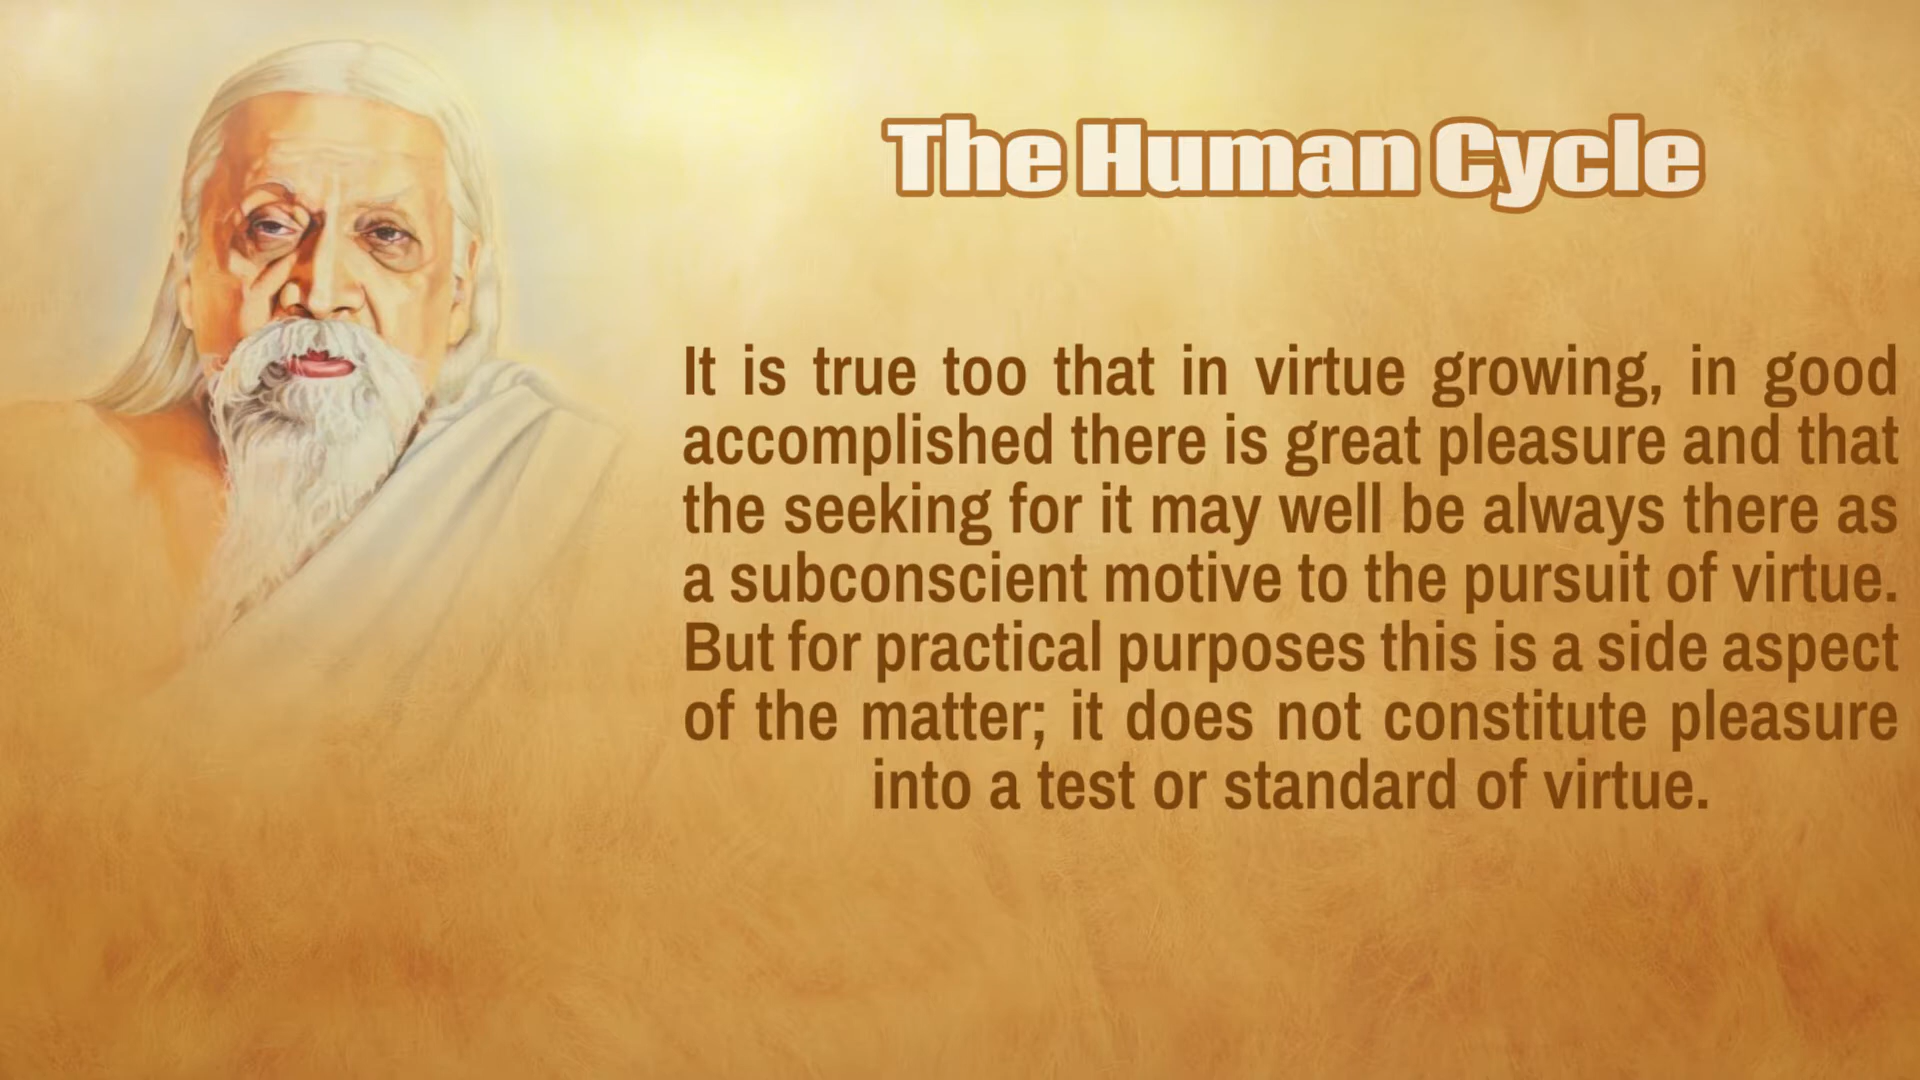 The Human Cycle
It is true too that in virtue growing, in good
accomplished there is great pleasure and that
the seeking for it may well be always there as
a subconscient motive to the pursuit of virtue.
But for practical purposes this is a side aspect
of the matter; it does not constitute pleasure
into a test or standard of virtue.